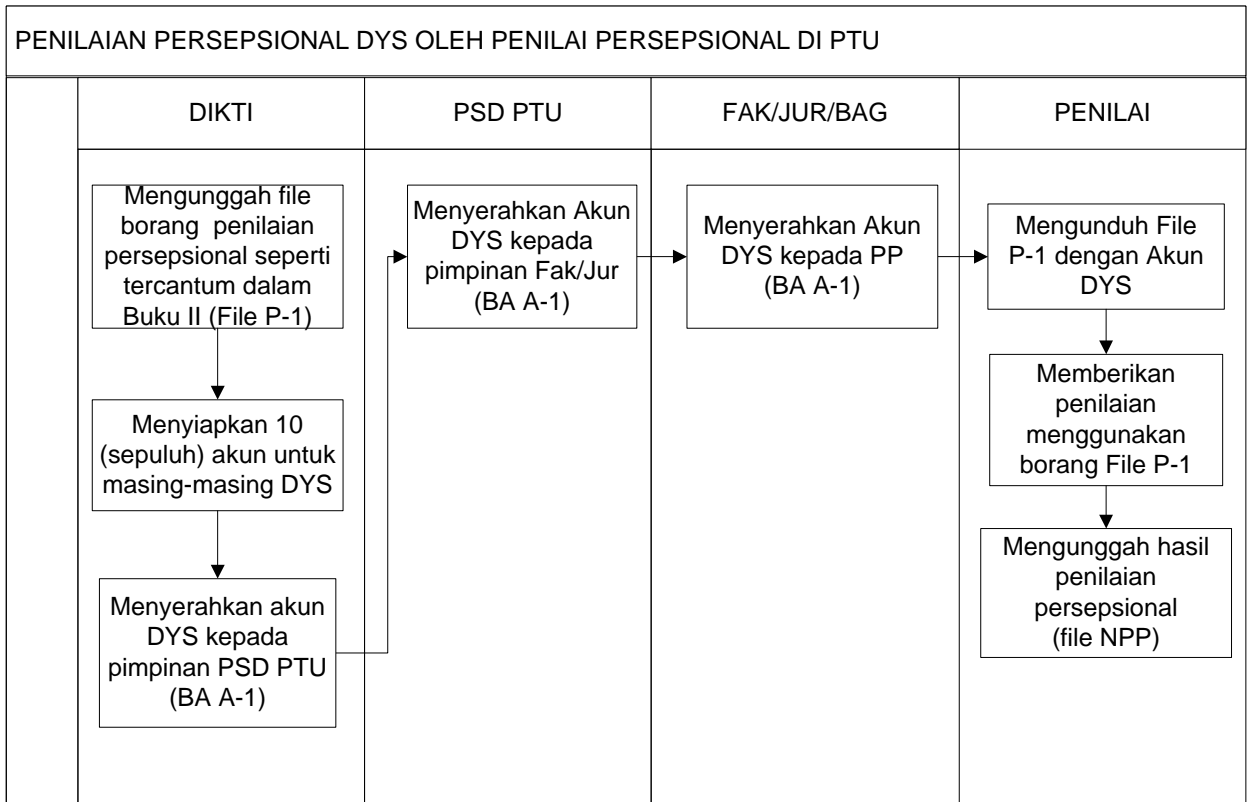 PENILAIAN PERSEPSIONAL DYS OLEH PENILAI PERSEPSIONAL DI PTU
DIKTI
PSD PTU
FAK/JUR/BAG
PENILAI
Mengunggah file
borang penilaian
persepsional seperti
tercantum dalam
Buku II (File P-1)
Menyiapkan 10
(sepuluh) akun untuk
masing-masing DYS
Menyerahkan akun
DYS kepada
pimpinan PSD PTU
(BA A-1)
Menyerahkan Akun
DYS kepada
pimpinan Fak/Jur
(BA A-1)
Menyerahkan Akun
DYS kepada PP
(BA A-1)
Mengunduh File
P-1 dengan Akun
DYS
Memberikan
penilaian
menggunakan
borang File P-1
Mengunggah hasil
penilaian
persepsional
(file NPP)